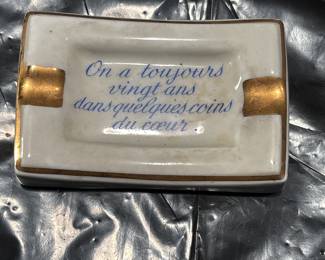 On a toujours
vingt ans
dans quelques coins
du cœur.